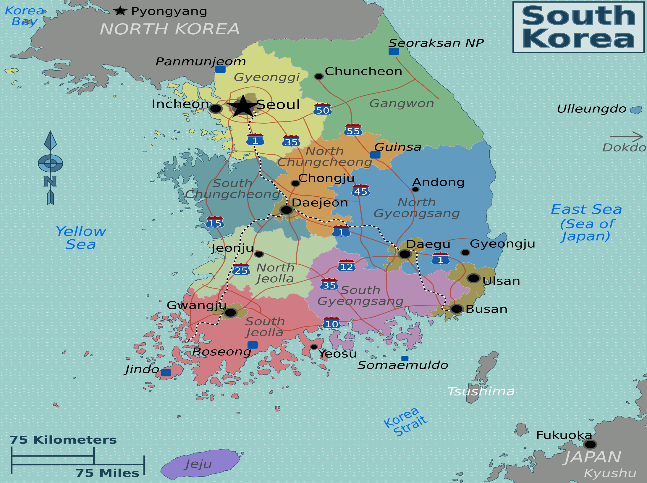 Korea
Bay
Pyongyang
NORTH KOREA
South
Korea
Seoraksan NP
Panmunjeom
Gyeonggi
Chuncheon
Incheon
Seoul
50
Gangwon
Ulleungdo
55
1
35
Guinsa
Dokdo
North
Chungcheong
N
South
Chungcheong
Chongju
45
Andong
Daejeon
North
Gyeongsang
East Sea
(Sea of
Japan)
15
Yellow
Sea
1
Jeonju
Daegu
Gyeongju
1
25
North
Jeolla
12
Ulsan
35
South
Gyeongsang
Gwangju
Busan
South
Jeolla
10
Boseong
Yeosu
Somaemuldo
Jindo
Tsushima
Korea
Strait
75 Kilometers
75 Miles
Jeju
Fukuoka
JAPAN
Kyushu